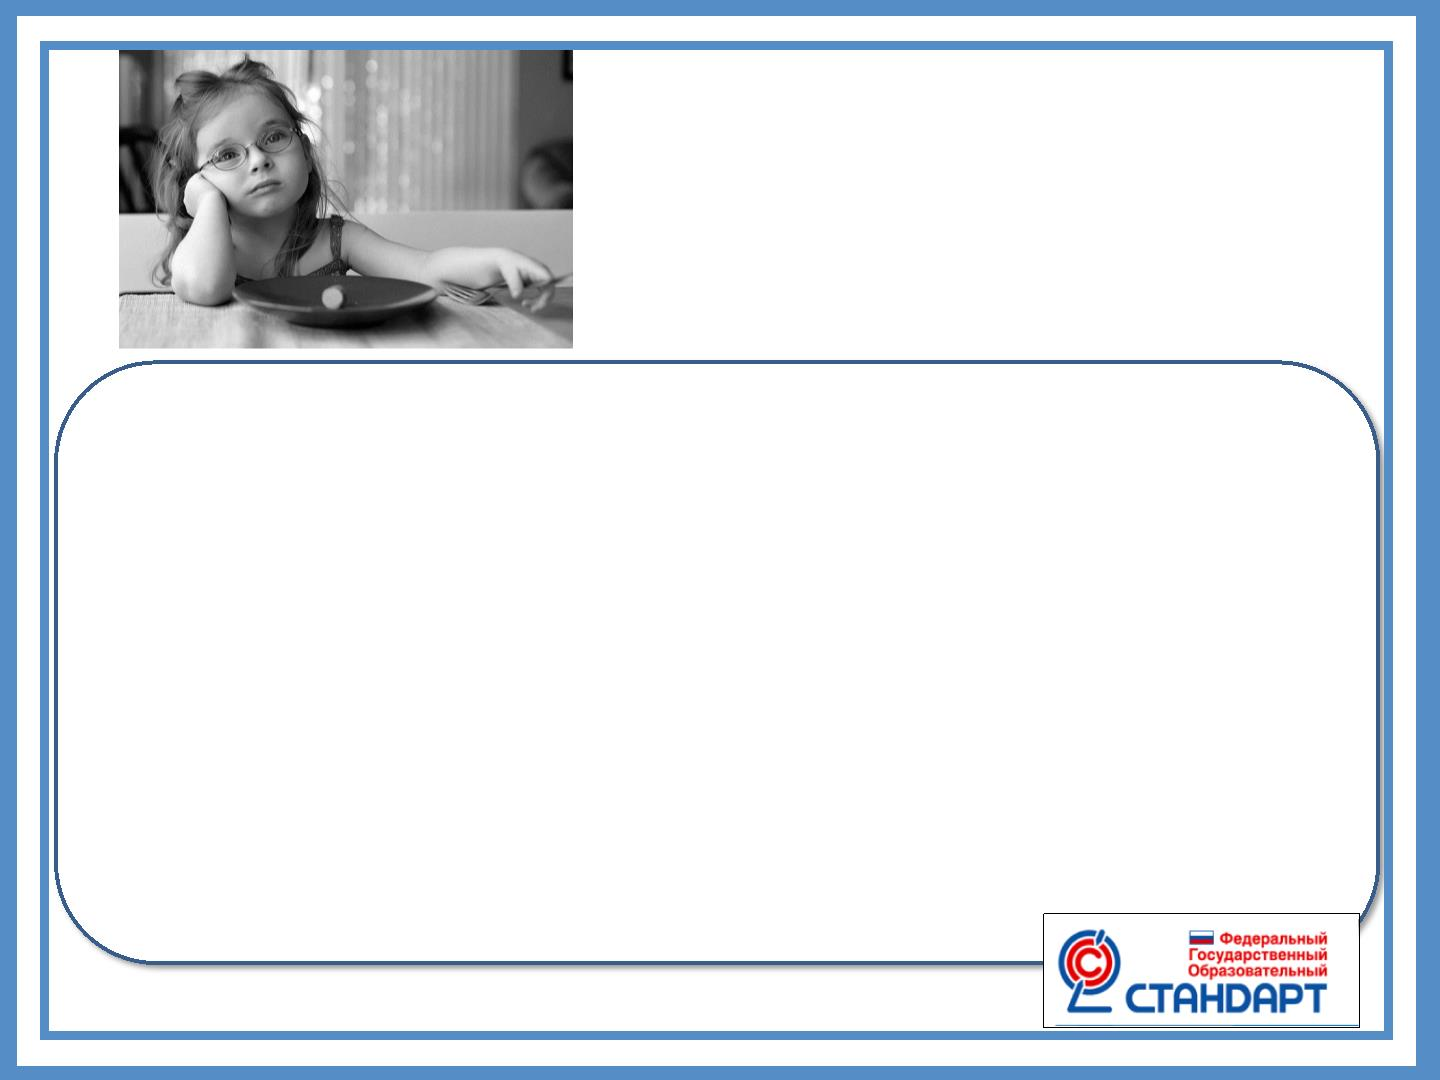 Федеральный
Государственный
Образовательный
СТАНДАРТ